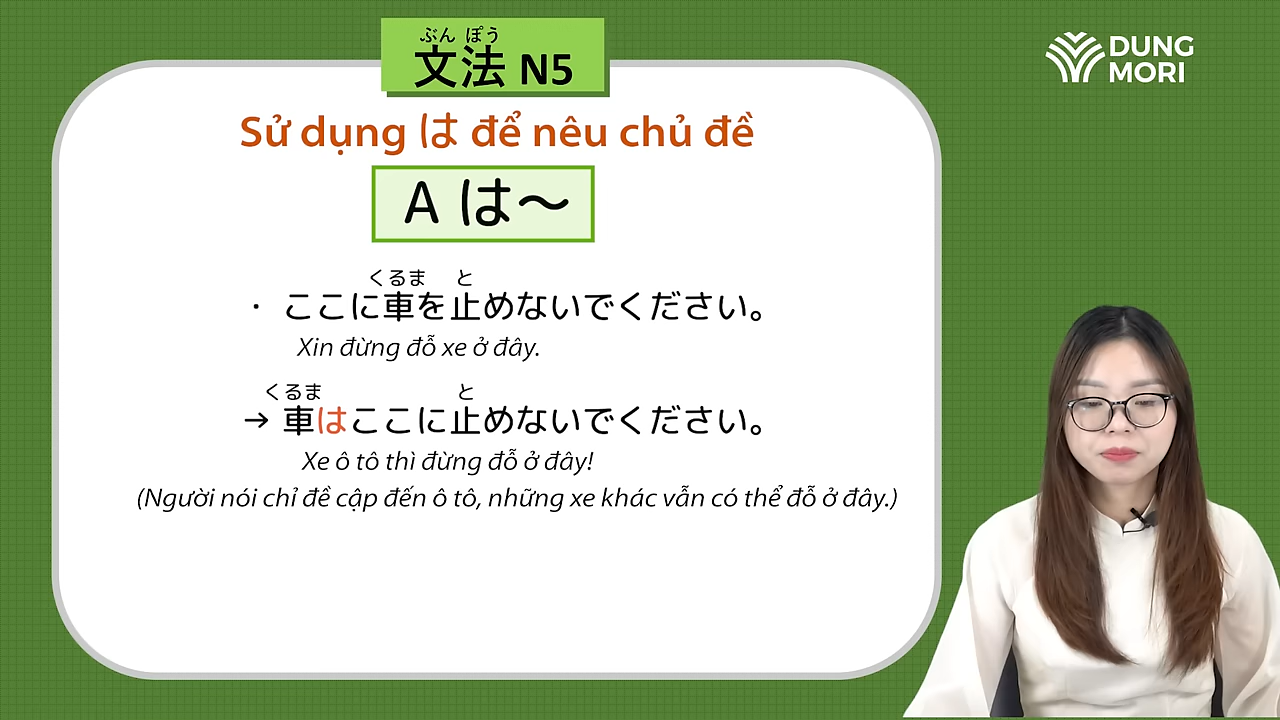 ぶん ぽう
文法 N5
DUNG
MORI
Sử dụng は để nêu chủ đề
A は～
くるま と
・ ここに車を止めないでください。
Xin đừng đỗ xe ở đây.
くるま と
→ 車はここに止めないでください。
Xe ô tô thì đừng đỗ ở đây!
(Người nói chỉ đề cập đến ô tô, những xe khác vẫn có thể đỗ ở đây.)